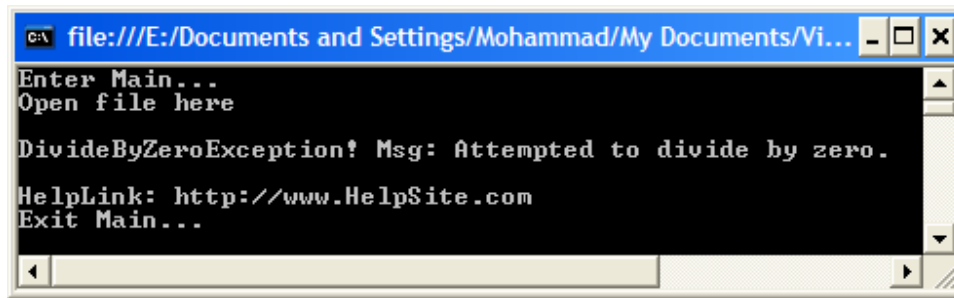 file:///E:/Documents and Settings/Mohammad/My Documents/Vi...
Enter Main...
Open file here
DivideByZeroException! Msg: Attempted to divide by zero.
HelpLink: http://www.HelpSite.com
Exit Main...